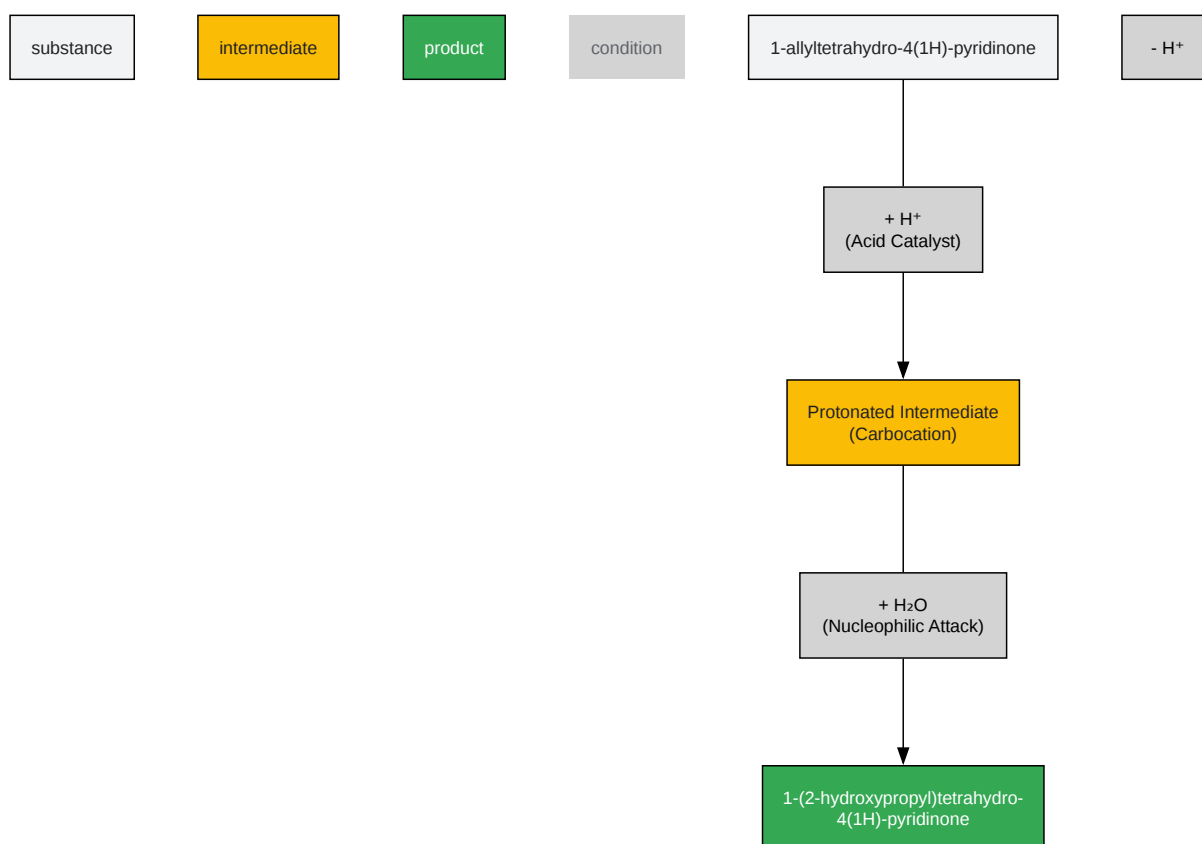 substance
intermediate
product
condition
1-allyltetrahydro-4(1H)-pyridinone
- H⁺
+ H⁺
(Acid Catalyst)
Protonated Intermediate
(Carbocation)
+ H₂O
(Nucleophilic Attack)
1-(2-hydroxypropyl)tetrahydro-
4(1H)-pyridinone